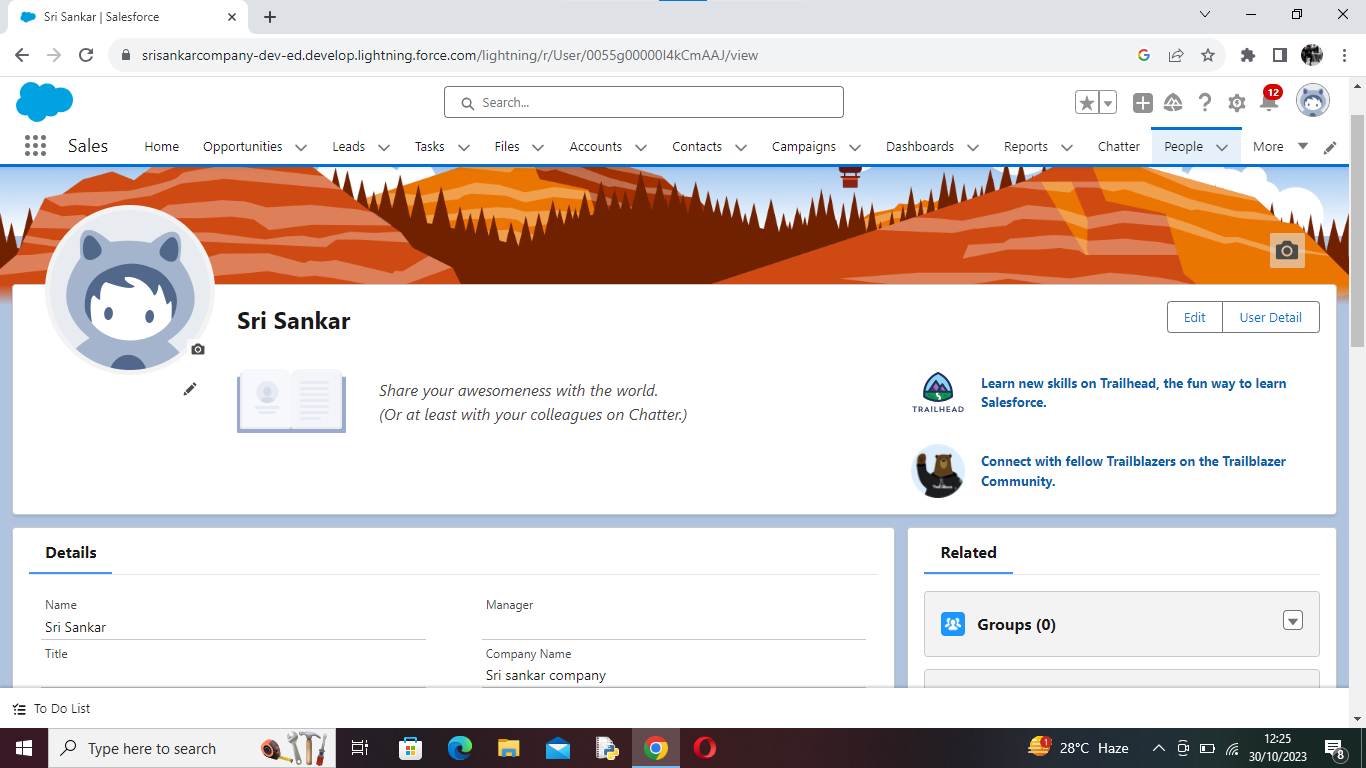 Sri Sankar | Salesforce
srisankarcompany-dev-ed.develop.lightning.force.com/lightning/r/User/0055g00000I4kCmAAJ/view
Search...
12
Sales
Home
Opportunities
Leads
Tasks
Files
Accounts
Contacts
Campaigns
Dashboards
Reports
Chatter
People
More
Sri Sankar
Edit
User Detail
Share your awesomeness with the world.
(Or at least with your colleagues on Chatter.)
TRAILHEAD
Learn new skills on Trailhead, the fun way to learn
Salesforce.
Connect with fellow Trailblazers on the Trailblazer
Community.
Details
Name
Sri Sankar
Manager
Title
Company Name
Sri sankar company
Related
Groups (0)
To Do List
Type here to search
1
28°C Haze
12:25
30/10/2023
8